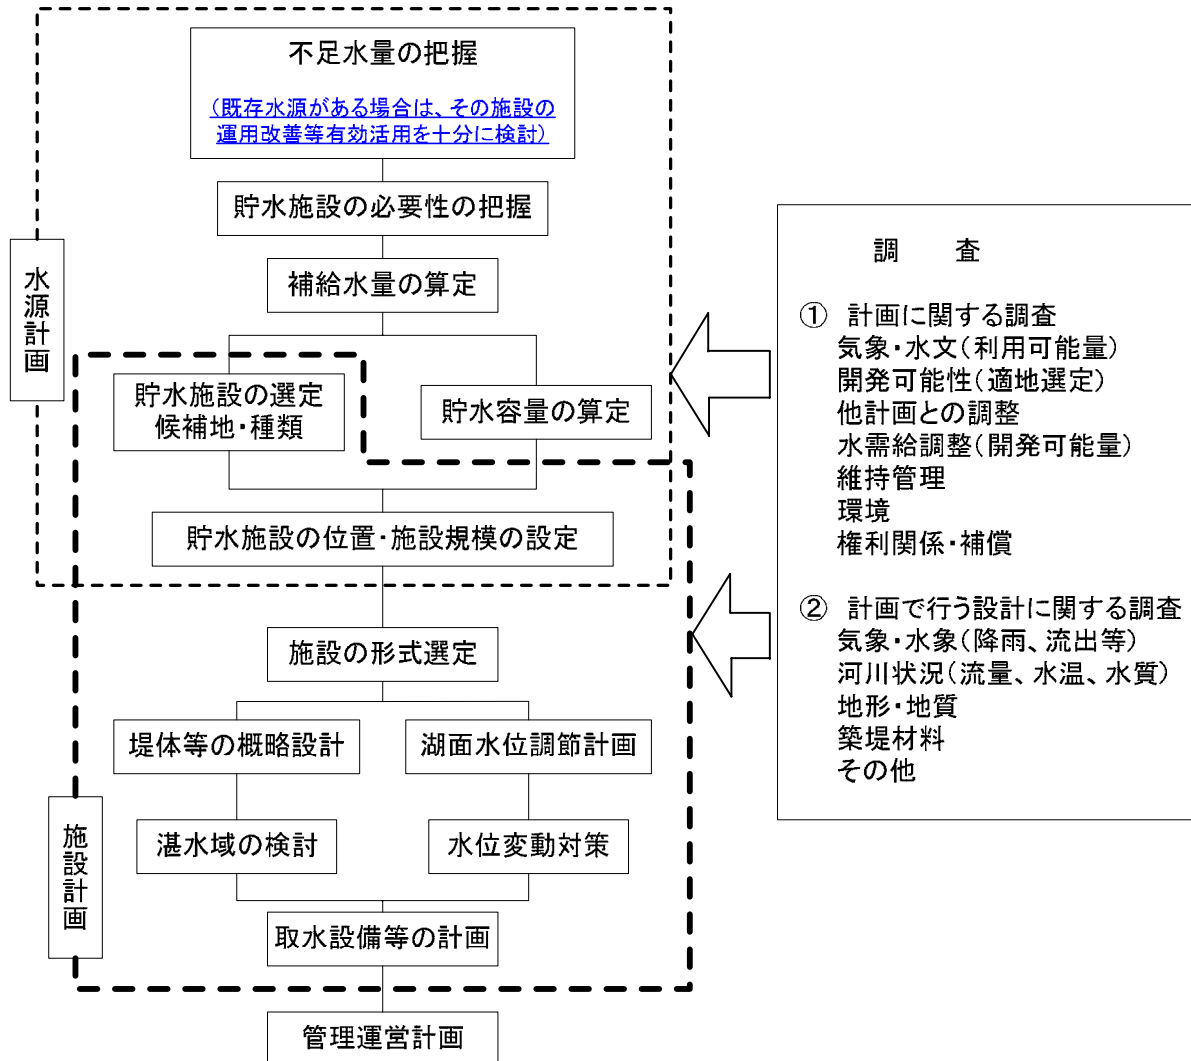 不足水量の把握
(既存水源がある場合は、その施設の
運用改善等有効活用を十分に検討)
貯水施設の必要性の把握
補給水量の算定
水源計画
貯水施設の選定
候補地・種類
貯水容量の算定
貯水施設の位置・施設規模の設定
施設の形式選定
堤体等の概略設計
湖面水位調節計画
湛水域の検討
水位変動対策
施設計画
取水設備等の計画
管理運営計画
調　査
① 計画に関する調査
気象・水文(利用可能量)
開発可能性(適地選定)
他計画との調整
水需給調整(開発可能量)
維持管理
環境
権利関係・補償
② 計画で行う設計に関する調査
気象・水象(降雨、流出等)
河川状況(流量、水温、水質)
地形・地質
築堤材料
その他